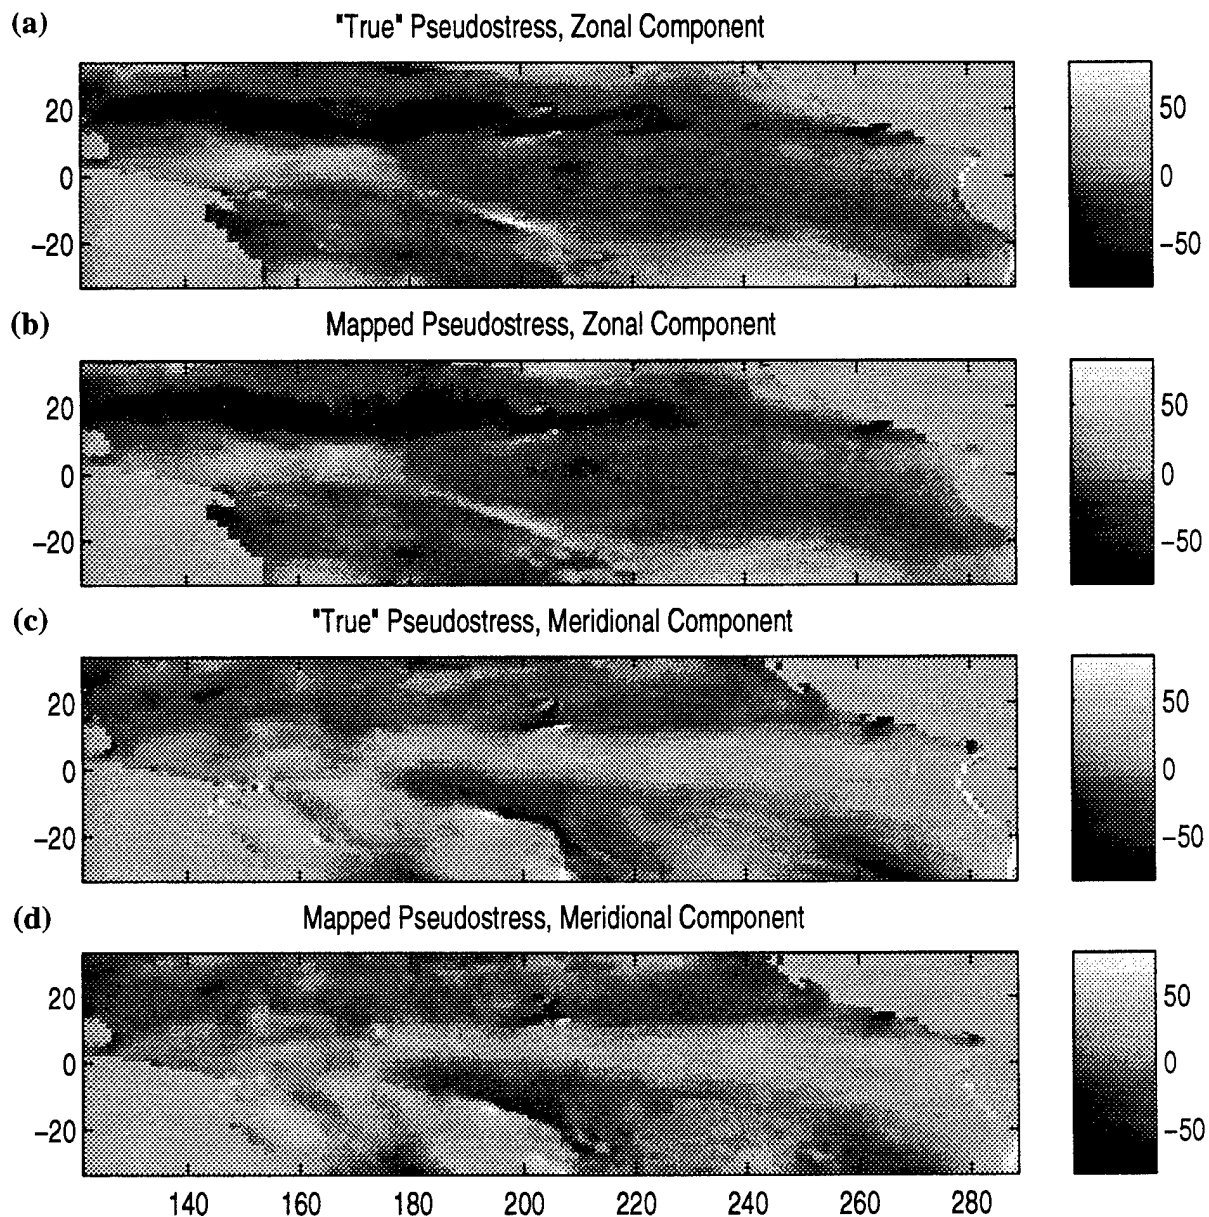 (a)
"True" Pseudostress, Zonal Component
20
0
−20
50
0
−50
(b)
Mapped Pseudostress, Zonal Component
20
0
−20
50
0
−50
(c)
"True" Pseudostress, Meridional Component
20
0
−20
50
0
−50
(d)
Mapped Pseudostress, Meridional Component
20
0
−20
50
0
−50
140 160 180 200 220 240 260 280